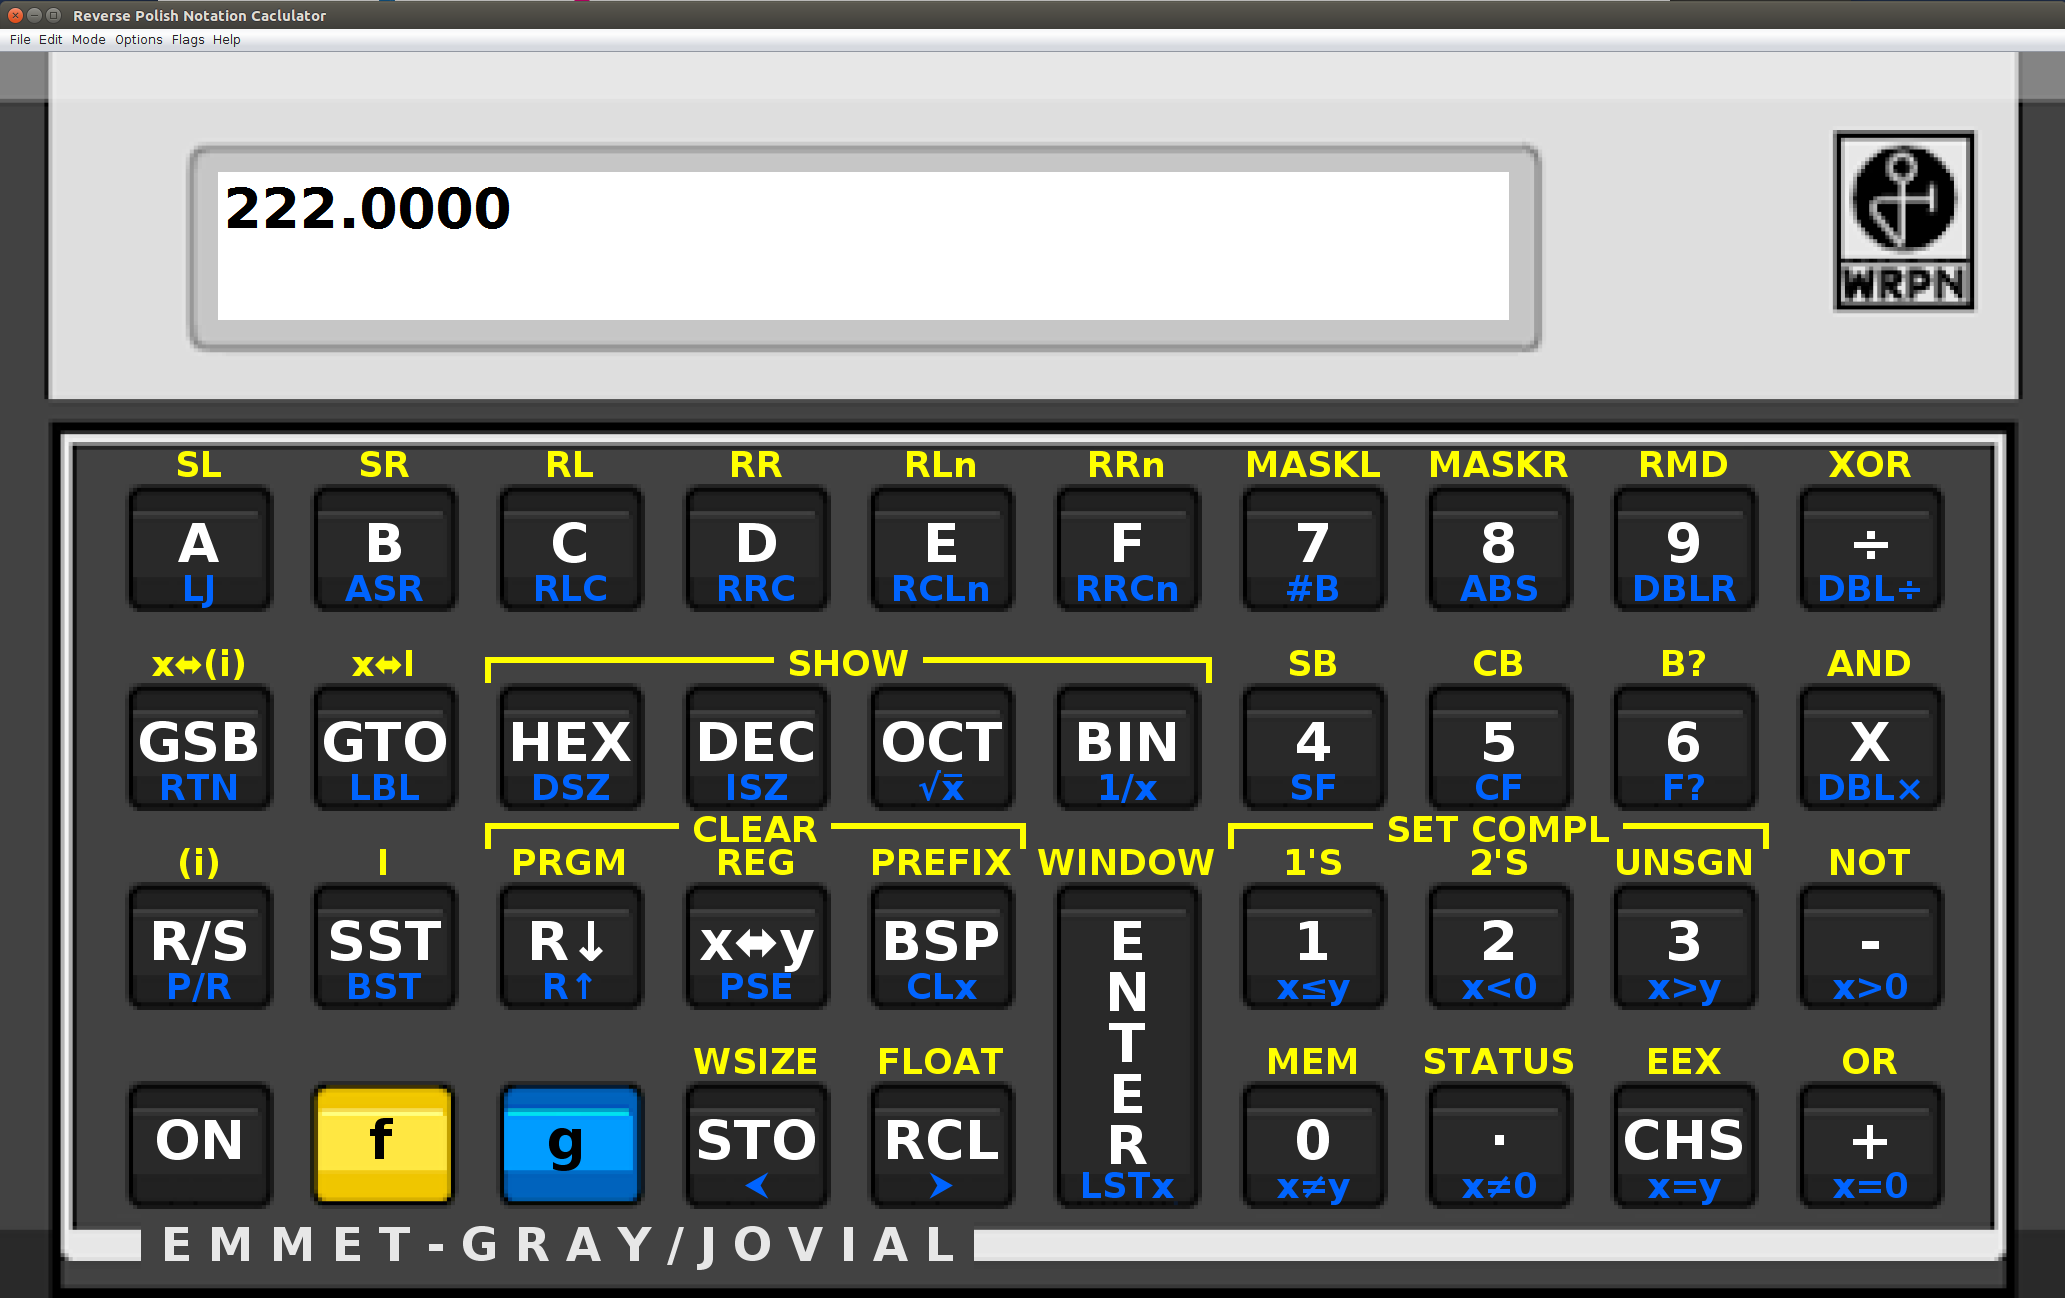 Reverse Polish Notation Caclulator
File Edit Mode Options Flags Help
222.0000
WRPN
SL SR RL RR RLn RRn MASKL MASKR RMD XOR
A B C D E F 7 8 9 ÷
LJ ASR RLC RRC RCLn RRCn #B ABS DBLR DBL÷
x⬌(i) x⬌I SHOW SB CB B? AND
GSB GTO HEX DEC OCT BIN 4 5 6 X
RTN LBL DSZ ISZ √x̅ 1/x SF CF F? DBL×
CLEAR SET COMPL
(i) I PRGM REG PREFIX WINDOW 1'S 2'S UNSGN NOT
R/S SST R↓ x⬌y BSP ENTER 1 2 3 -
P/R BST R↑ PSE CLx x≤y x<0 x>y x>0
WSIZE FLOAT MEM STATUS EEX OR
ON f g STO RCL 0 · CHS +
⮜ ⮞ LSTx x≠y x≠0 x=y x=0
EMMET-GRAY/JOVIAL